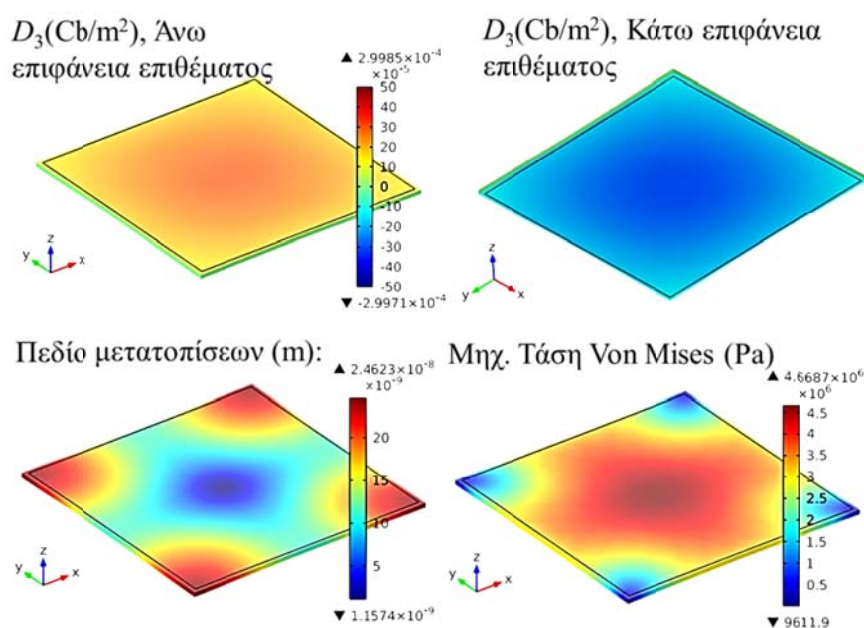 D₃(Cb/m²), Άνω
επιφάνεια επιθέματος
▲ 2.9985×10⁻⁴
×10⁻⁵
50
40
30
20
10
0
-10
-20
-30
-40
-50
▼ -2.9971×10⁻⁴
z
y
x
D₃(Cb/m²), Κάτω επιφάνεια
επιθέματος
z
y
x
Πεδίο μετατοπίσεων (m):
▲ 2.4623×10⁻⁸
×10⁻⁹
20
15
10
5
▼ 1.1574×10⁻⁹
z
y
x
Μηχ. Τάση Von Mises (Pa)
▲ 4.6687×10⁶
×10⁶
4.5
4
3.5
3
2.5
2
1.5
1
0.5
▼ 9611.9
z
y
x